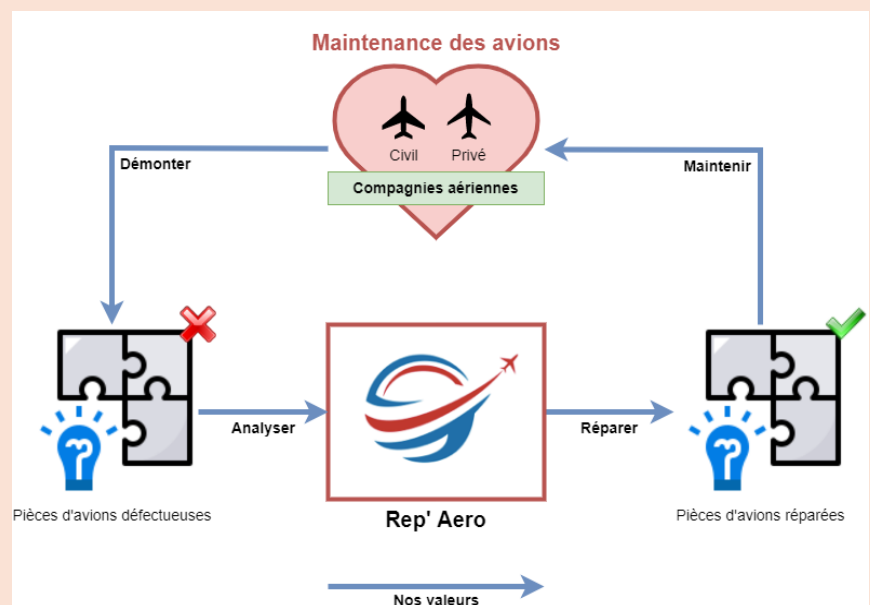 Maintenance des avions
Civil
Privé
Compagnies aériennes
Démonter
Maintenir
Analyser
Réparer
Pièces d'avions défectueuses
Rep' Aero
Pièces d'avions réparées
Nos valeurs